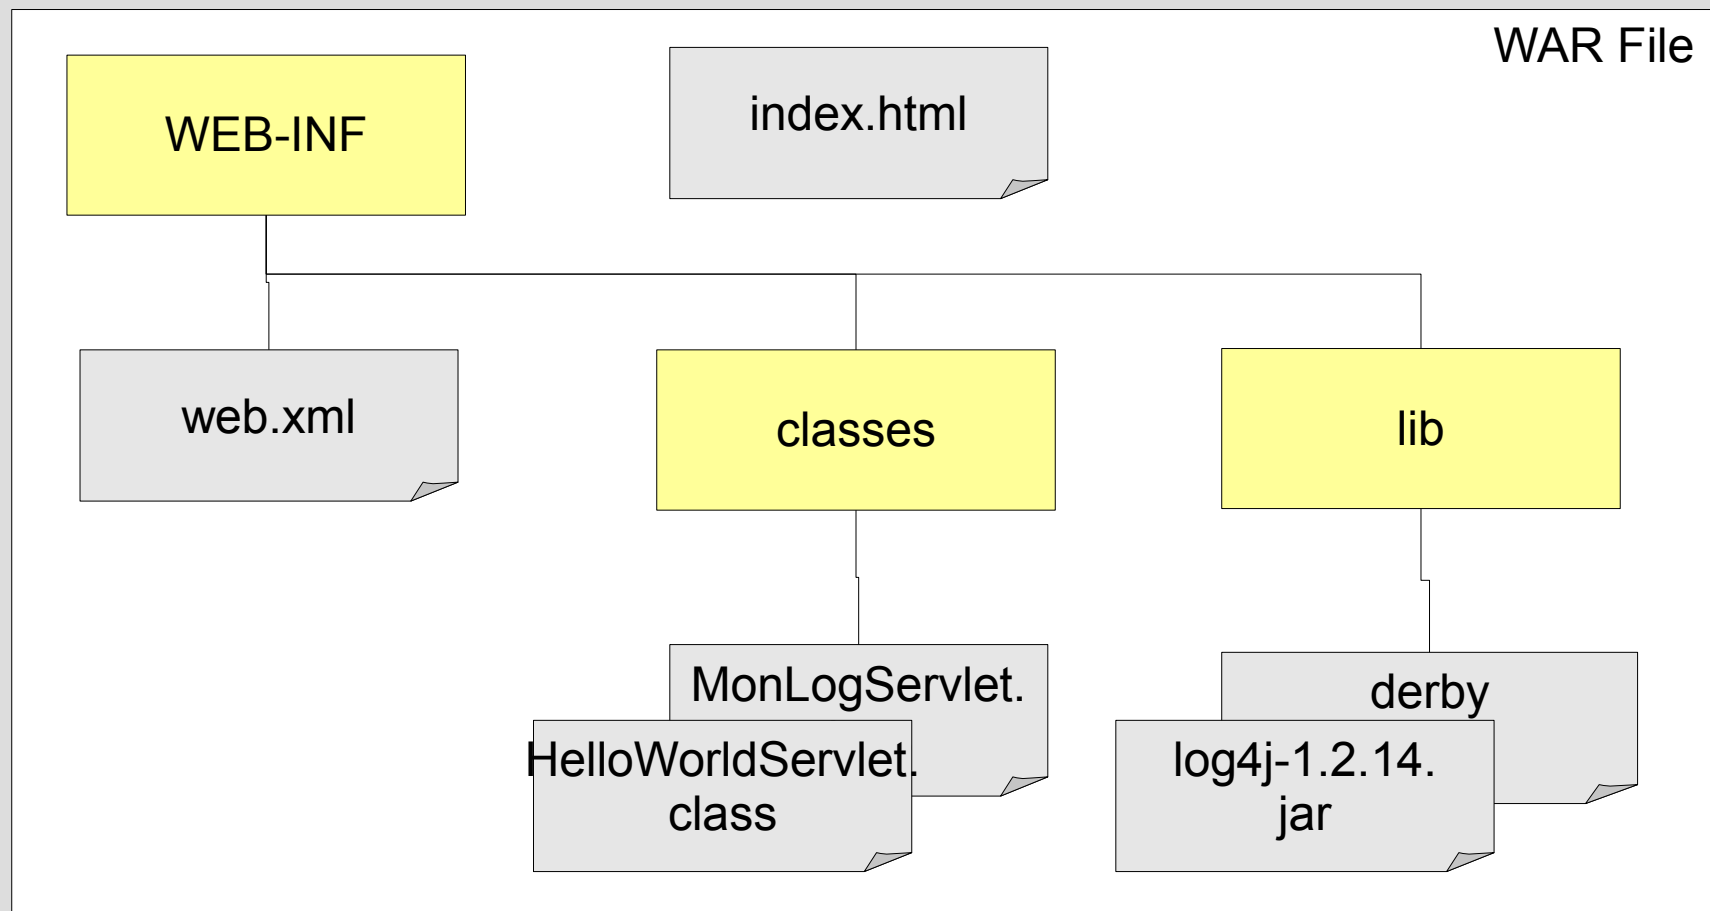 WAR File
WEB-INF
index.html
web.xml
classes
lib
MonLogServlet.
HelloWorldServlet.
class
derby
log4j-1.2.14.
jar